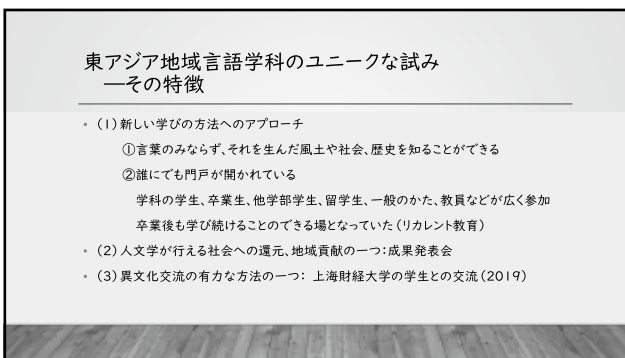 東アジア地域言語学科のユニークな試み
―その特徴
• (1)新しい学びの方法へのアプローチ
①言葉のみならず、それを生んだ風土や社会、歴史を知ることができる
②誰にでも門戸が開かれている
学科の学生、卒業生、他学部学生、留学生、一般のかた、教員などが広く参加
卒業後も学び続けることのできる場となっていた(リカレント教育)
• (2)人文学が行える社会への還元、地域貢献の一つ:成果発表会
• (3)異文化交流の有力な方法の一つ: 上海財経大学の学生との交流(2019)